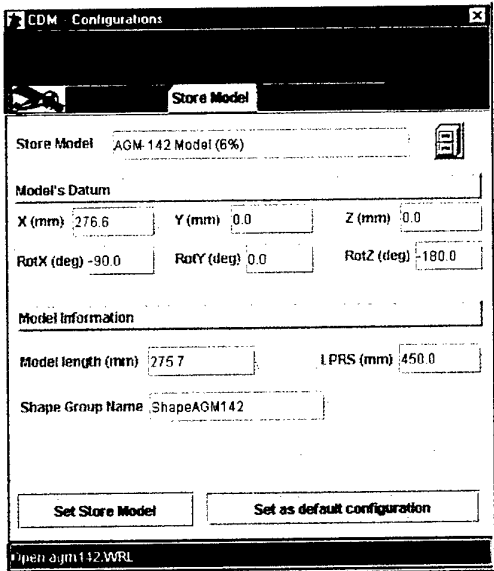 CDM - Configurations
Store Model
Store Model AGM-142 Model (6%)
Model's Datum
X (mm) 276.6 Y (mm) 0.0 Z (mm) 0.0
RotX (deg) -90.0 RotY (deg) 0.0 RotZ (deg) -180.0
Model Information
Model length (mm) 275.7 LPRS (mm) 450.0
Shape Group Name ShapeAGM142
Set Store Model Set as default configuration
Open agm142.WRL